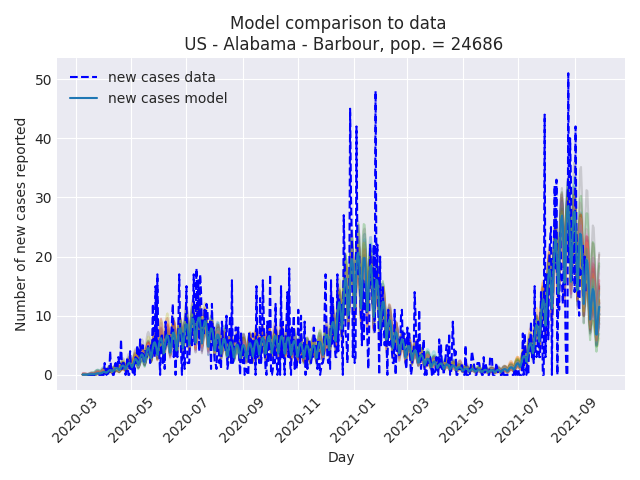 Model comparison to data
US - Alabama - Barbour, pop. = 24686
new cases data
new cases model
Number of new cases reported
50
40
30
20
10
0
2020-03
2020-05
2020-07
2020-09
2020-11
2021-01
2021-03
2021-05
2021-07
2021-09
Day